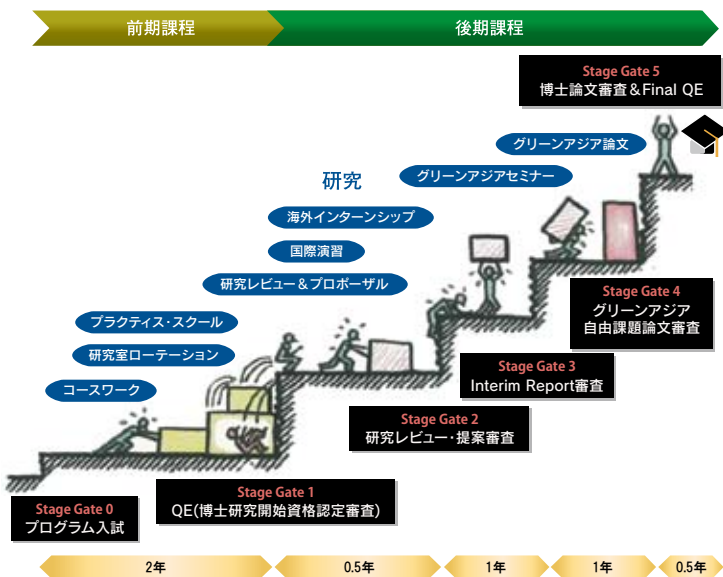 前期課程
後期課程
Stage Gate 5
博士論文審査&Final QE
グリーンアジア論文
グリーンアジアセミナー
研究
海外インターンシップ
国際演習
研究レビュー&プロポーザル
プラクティス・スクール
研究室ローテーション
コースワーク
Stage Gate 4
グリーンアジア
自由課題論文審査
Stage Gate 3
Interim Report審査
Stage Gate 2
研究レビュー・提案審査
Stage Gate 1
QE(博士研究開始資格認定審査)
Stage Gate 0
プログラム入試
2年
0.5年
1年
1年
0.5年